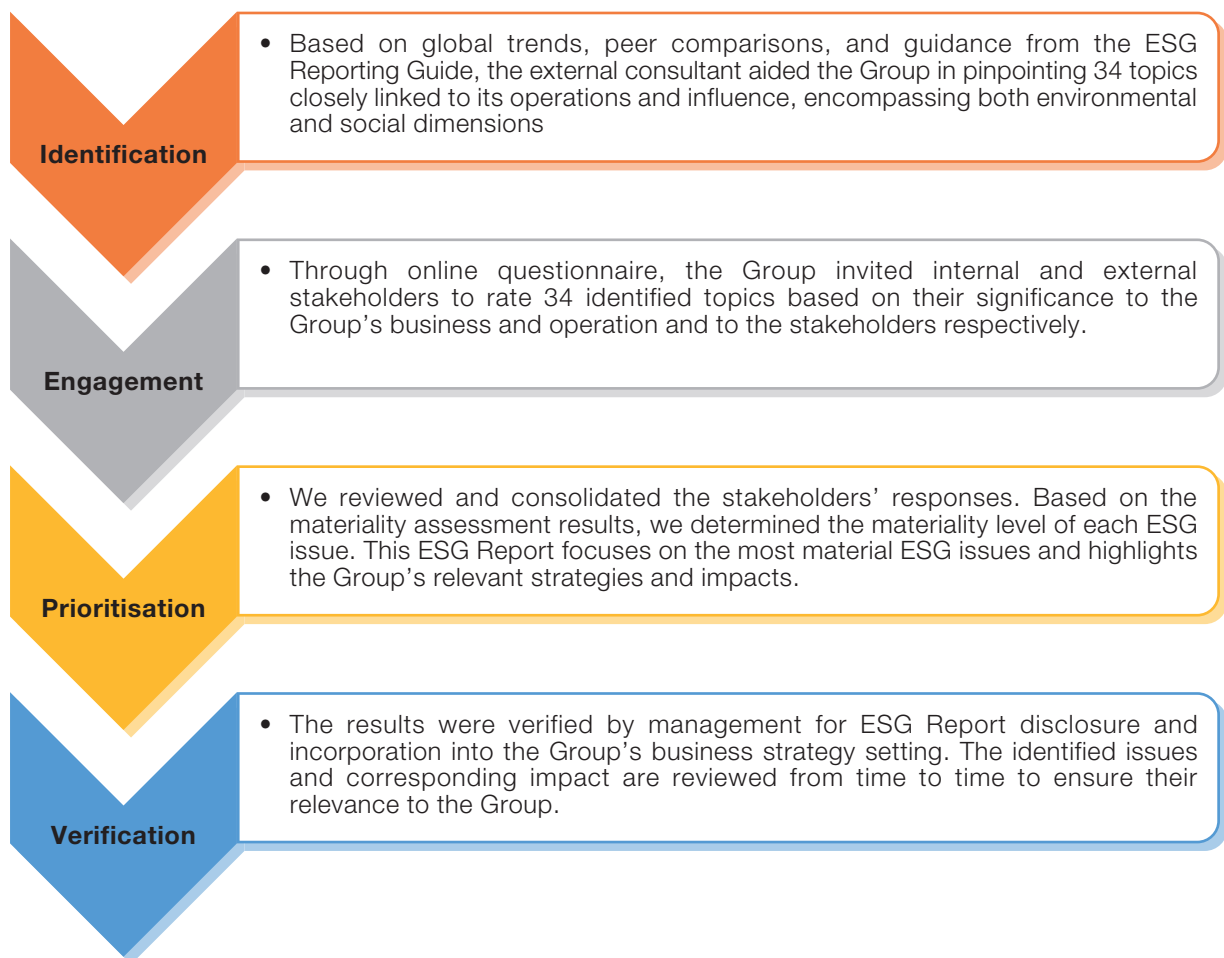 Identification
• Based on global trends, peer comparisons, and guidance from the ESG
Reporting Guide, the external consultant aided the Group in pinpointing 34 topics
closely linked to its operations and influence, encompassing both environmental
and social dimensions
Engagement
• Through online questionnaire, the Group invited internal and external
stakeholders to rate 34 identified topics based on their significance to the
Group’s business and operation and to the stakeholders respectively.
Prioritisation
• We reviewed and consolidated the stakeholders’ responses. Based on the
materiality assessment results, we determined the materiality level of each ESG
issue. This ESG Report focuses on the most material ESG issues and highlights
the Group’s relevant strategies and impacts.
Verification
• The results were verified by management for ESG Report disclosure and
incorporation into the Group’s business strategy setting. The identified issues
and corresponding impact are reviewed from time to time to ensure their
relevance to the Group.